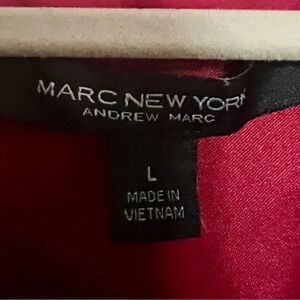 MARC NEW YORK
ANDREW MARC
L
MADE IN
VIETNAM